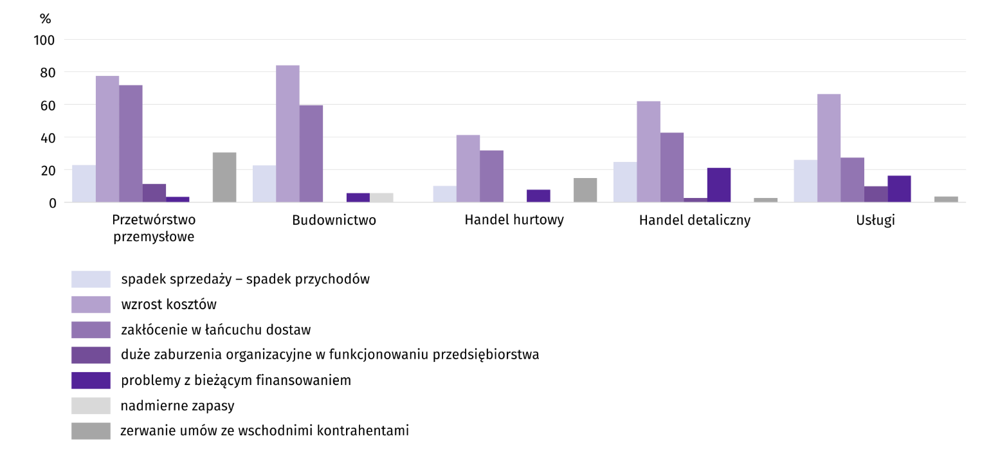 %
100
80
60
40
20
0
Przetwórstwo
przemysłowe
Budownictwo
Handel hurtowy
Handel detaliczny
Usługi
spadek sprzedaży – spadek przychodów
wzrost kosztów
zakłócenie w łańcuchu dostaw
duże zaburzenia organizacyjne w funkcjonowaniu przedsiębiorstwa
problemy z bieżącym finansowaniem
nadmierne zapasy
zerwanie umów ze wschodnimi kontrahentami